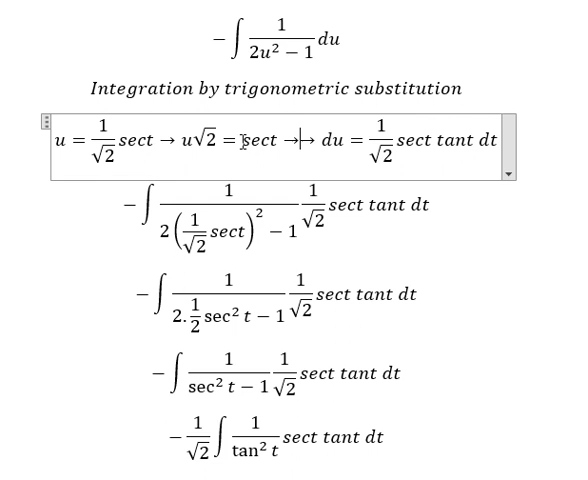 −∫ 1/(2u² − 1) du
Integration by trigonometric substitution
u = 1/√2 sect → u√2 = sect → → du = 1/√2 sect tant dt
−∫ 1/(2(1/√2 sect)² − 1) 1/√2 sect tant dt
−∫ 1/(2.1/2 sec² t − 1) 1/√2 sect tant dt
−∫ 1/(sec² t − 1) 1/√2 sect tant dt
−1/√2 ∫ 1/(tan² t) sect tant dt